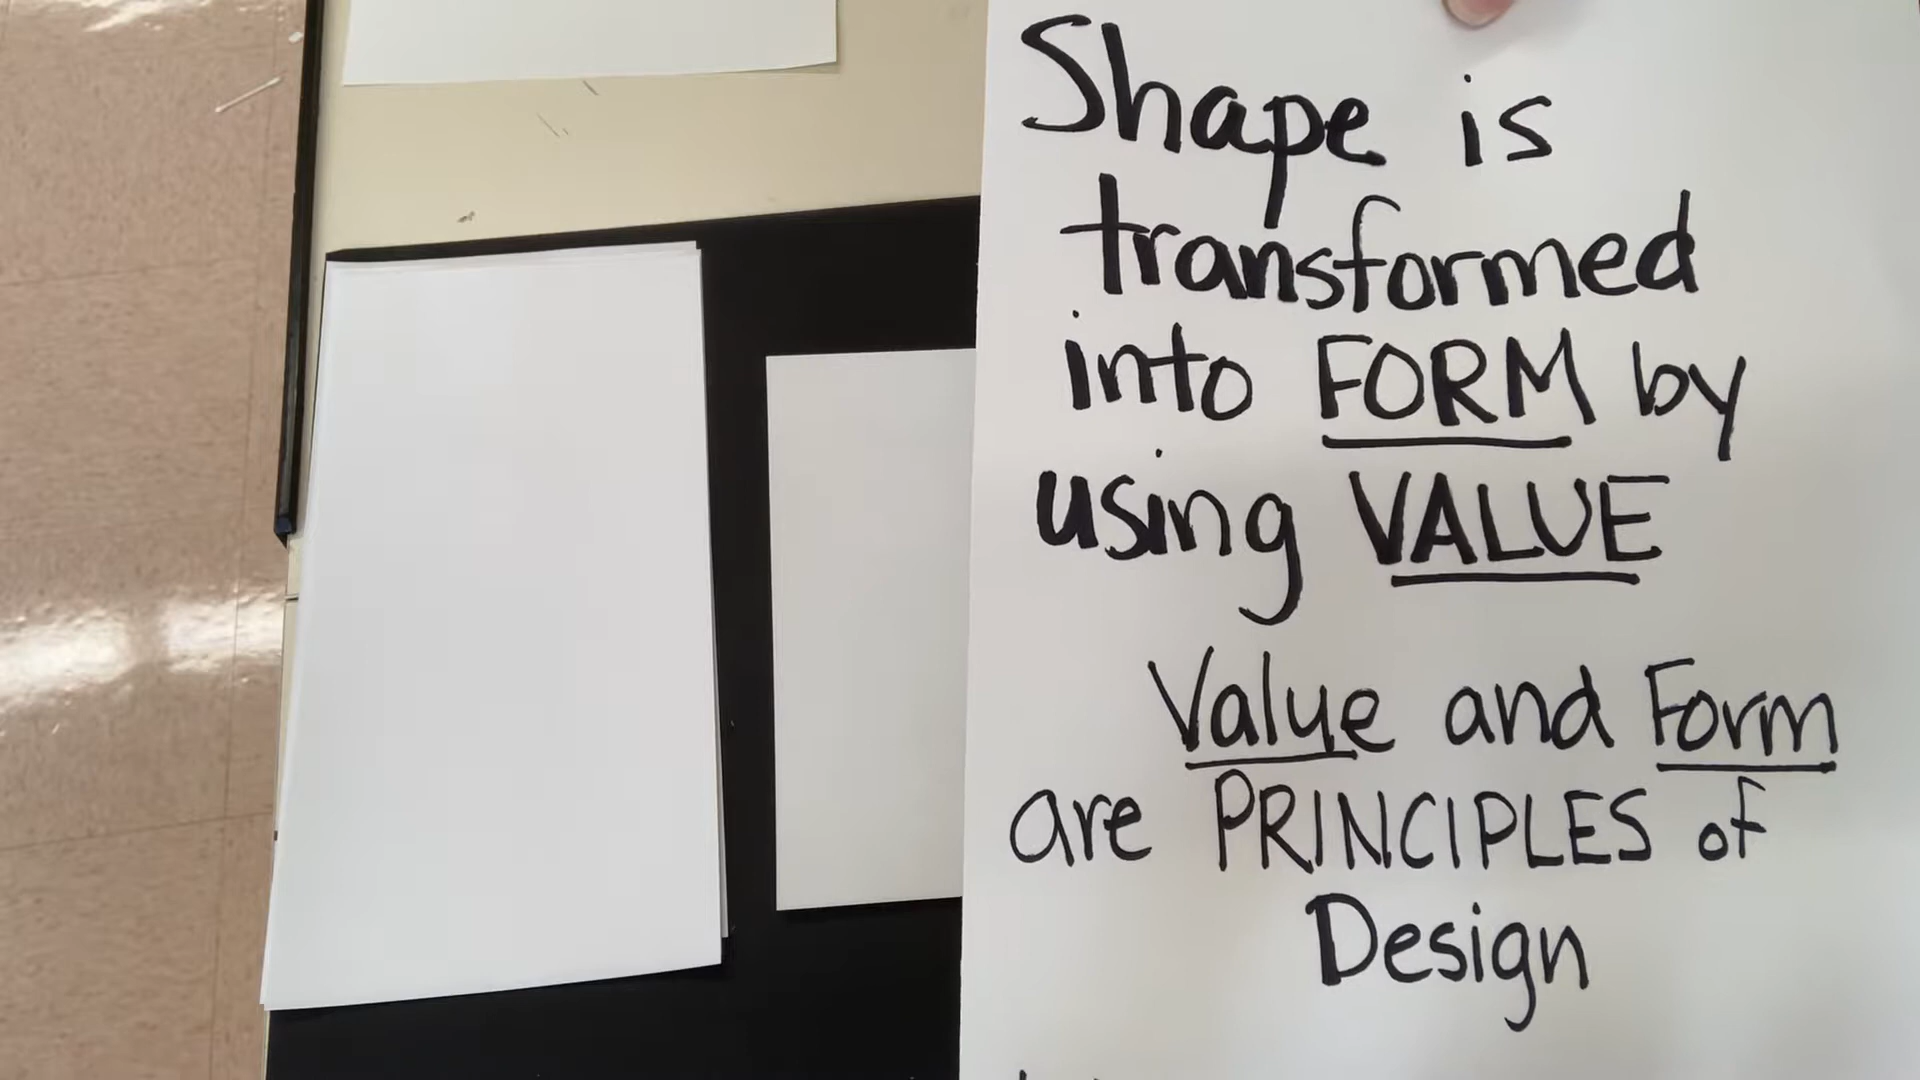 Shape is
transformed
into FORM by
using VALUE
Value and Form
are PRINCIPLES of
Design